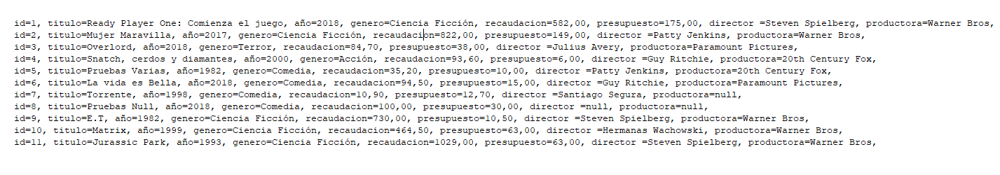 id=1, titulo=Ready Player One: Comienza el juego, año=2018, genero=Ciencia Ficción, recaudacion=582,00, presupuesto=175,00, director =Steven Spielberg, productora=Warner Bros,
id=2, titulo=Mujer Maravilla, año=2017, genero=Ciencia Ficción, recaudacion=822,00, presupuesto=149,00, director =Patty Jenkins, productora=Warner Bros,
id=3, titulo=Overlord, año=2018, genero=Terror, recaudacion=84,70, presupuesto=38,00, director =Julius Avery, productora=Paramount Pictures,
id=4, titulo=Snatch, cerdos y diamantes, año=2000, genero=Acción, recaudacion=93,60, presupuesto=6,00, director =Guy Ritchie, productora=20th Century Fox,
id=5, titulo=Pruebas Varias, año=1982, genero=Comedia, recaudacion=35,20, presupuesto=10,00, director =Patty Jenkins, productora=20th Century Fox,
id=6, titulo=La vida es Bella, año=2018, genero=Comedia, recaudacion=94,50, presupuesto=15,00, director =Guy Ritchie, productora=Paramount Pictures,
id=7, titulo=Torrente, año=1998, genero=Comedia, recaudacion=10,90, presupuesto=12,70, director =Santiago Segura, productora=null,
id=8, titulo=Pruebas Null, año=2018, genero=Comedia, recaudacion=100,00, presupuesto=30,00, director =null, productora=null,
id=9, titulo=E.T, año=1982, genero=Ciencia Ficción, recaudacion=730,00, presupuesto=10,50, director =Steven Spielberg, productora=Warner Bros,
id=10, titulo=Matrix, año=1999, genero=Ciencia Ficción, recaudacion=464,50, presupuesto=63,00, director =Hermanas Wachowski, productora=Warner Bros,
id=11, titulo=Jurassic Park, año=1993, genero=Ciencia Ficción, recaudacion=1029,00, presupuesto=63,00, director =Steven Spielberg, productora=Warner Bros,